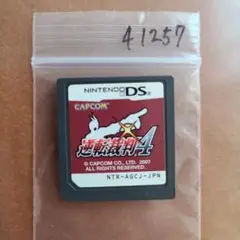 41257
NINTENDO DS
CAPCOM
逆転裁判4
© CAPCOM CO., LTD. 2007
ALL RIGHTS RESERVED.
NTR-AGCJ-JPN